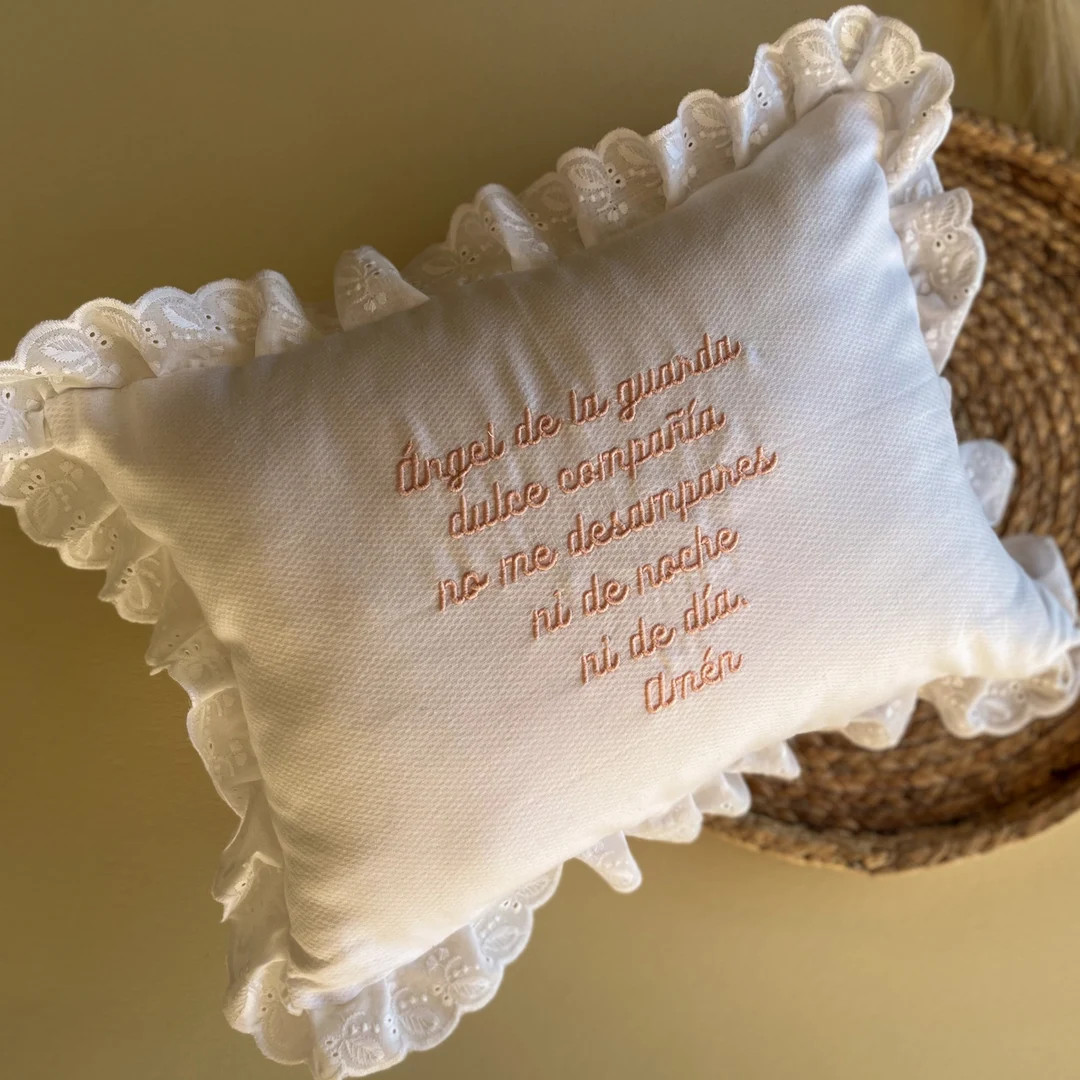 Ángel de la guarda
dulce compañía
no me desampares
ni de noche
ni de día.
Amén